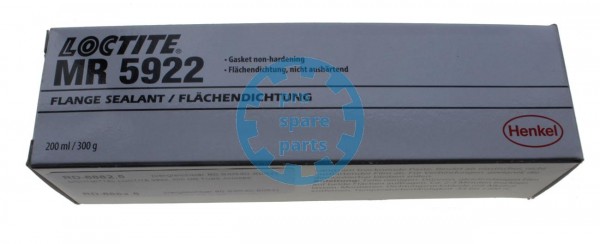 LOCTITE®
MR 5922
· Gasket non-hardening
· Flächendichtung, nicht aushärtend
FLANGE SEALANT / FLÄCHENDICHTUNG
200 ml / 300 g
Henkel
spare
parts